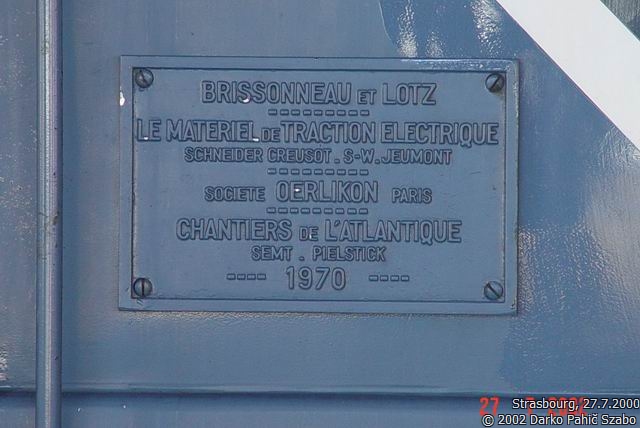 BRISSONNEAU ET LOTZ
LE MATERIEL DE TRACTION ELECTRIQUE
SCHNEIDER CREUSOT . S-W. JEUMONT
SOCIETE OERLIKON PARIS
CHANTIERS DE L'ATLANTIQUE
SEMT . PIELSTICK
---- 1970 ----
Strasbourg, 27.7.2000
© 2002 Darko Pahič Szabo